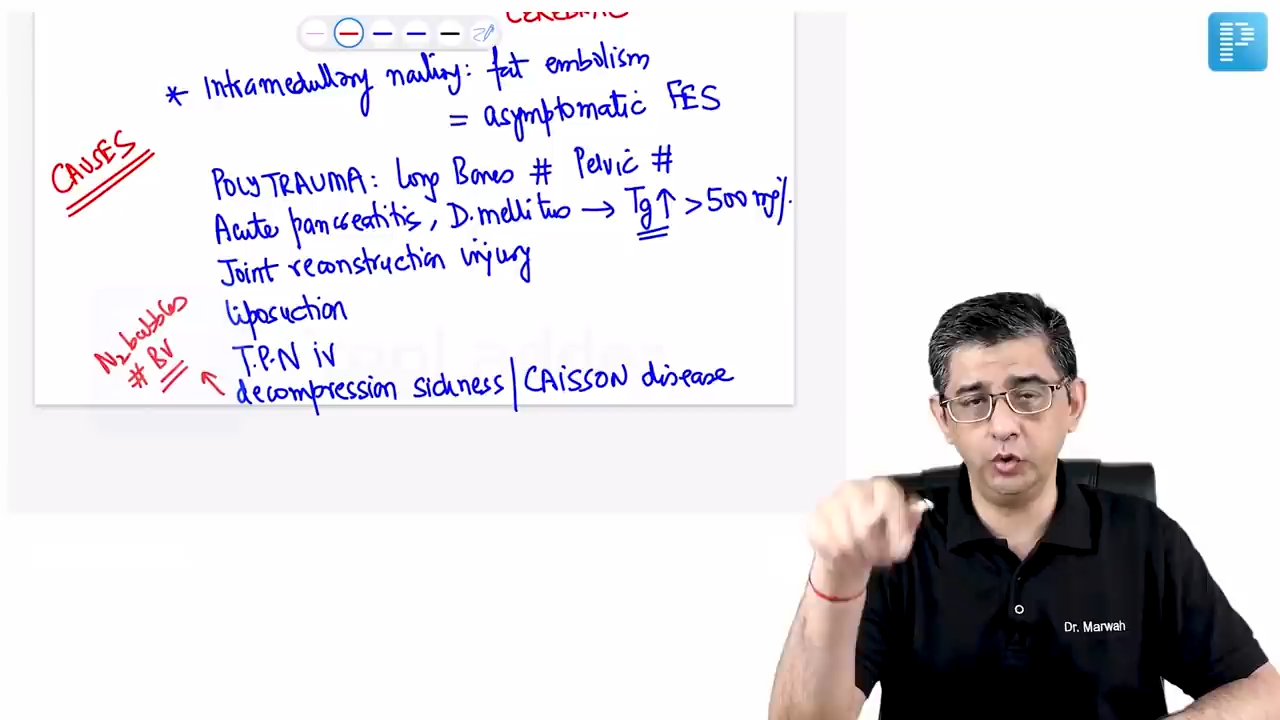 CEREBRAL
* Intramedullary nailing: fat embolism
= asymptomatic FES
CAUSES
POLYTRAUMA: Long Bones # Pelvic #
Acute pancreatitis, D.mellitus → Tg↑ >500 mg%.
Joint reconstruction injury
liposuction
T.P.N iv
decompression sickness | CAISSON disease
N₂ bubbles
# BV
Dr. Marwah
P